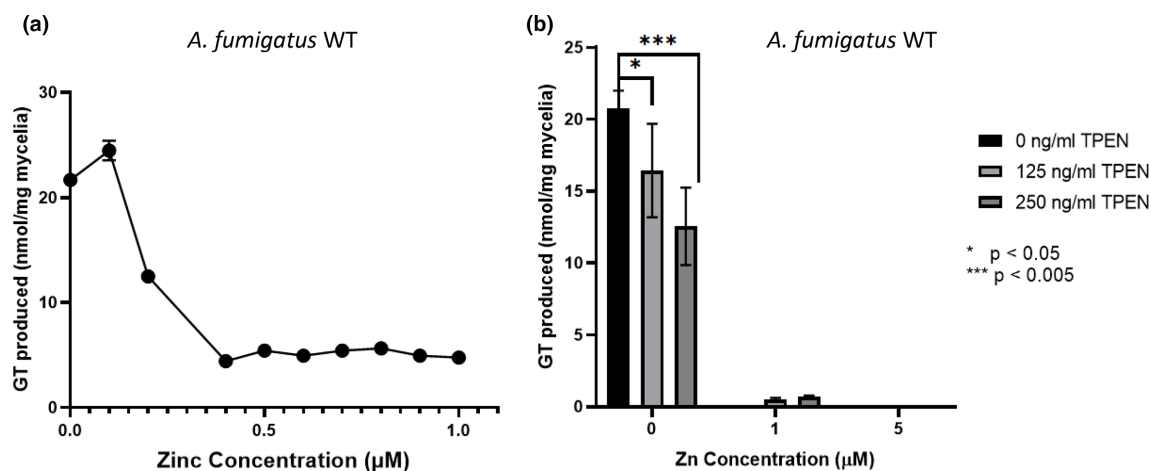 (a)
A. fumigatus WT
GT produced (nmol/mg mycelia)
30
20
10
0
0.0
0.5
1.0
Zinc Concentration (µM)
(b)
A. fumigatus WT
GT produced (nmol/mg mycelia)
25
20
15
10
5
0
***
*
0
1
5
Zn Concentration (µM)
0 ng/ml TPEN
125 ng/ml TPEN
250 ng/ml TPEN
* p < 0.05
*** p < 0.005